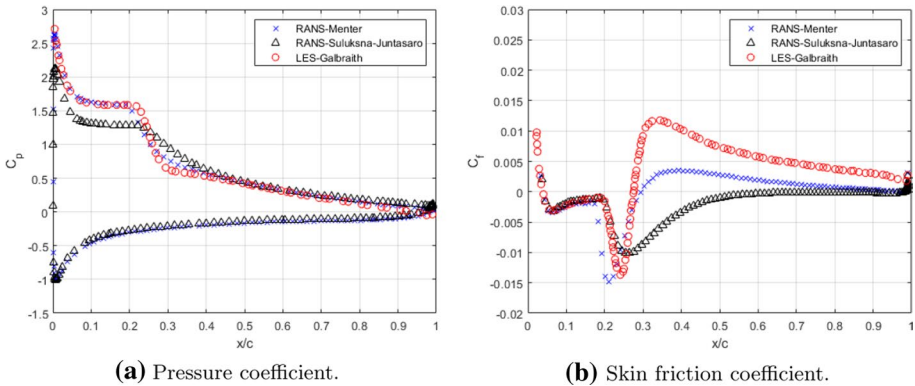 3
2.5
2
1.5
1
0.5
0
-0.5
-1
-1.5
C_p
0 0.1 0.2 0.3 0.4 0.5 0.6 0.7 0.8 0.9 1
x/c
RANS-Menter
RANS-Suluksna-Juntasaro
LES-Galbraith
(a) Pressure coefficient.
0.03
0.025
0.02
0.015
0.01
0.005
0
-0.005
-0.01
-0.015
-0.02
C_f
0 0.1 0.2 0.3 0.4 0.5 0.6 0.7 0.8 0.9 1
x/c
RANS-Menter
RANS-Suluksna-Juntasaro
LES-Galbraith
(b) Skin friction coefficient.